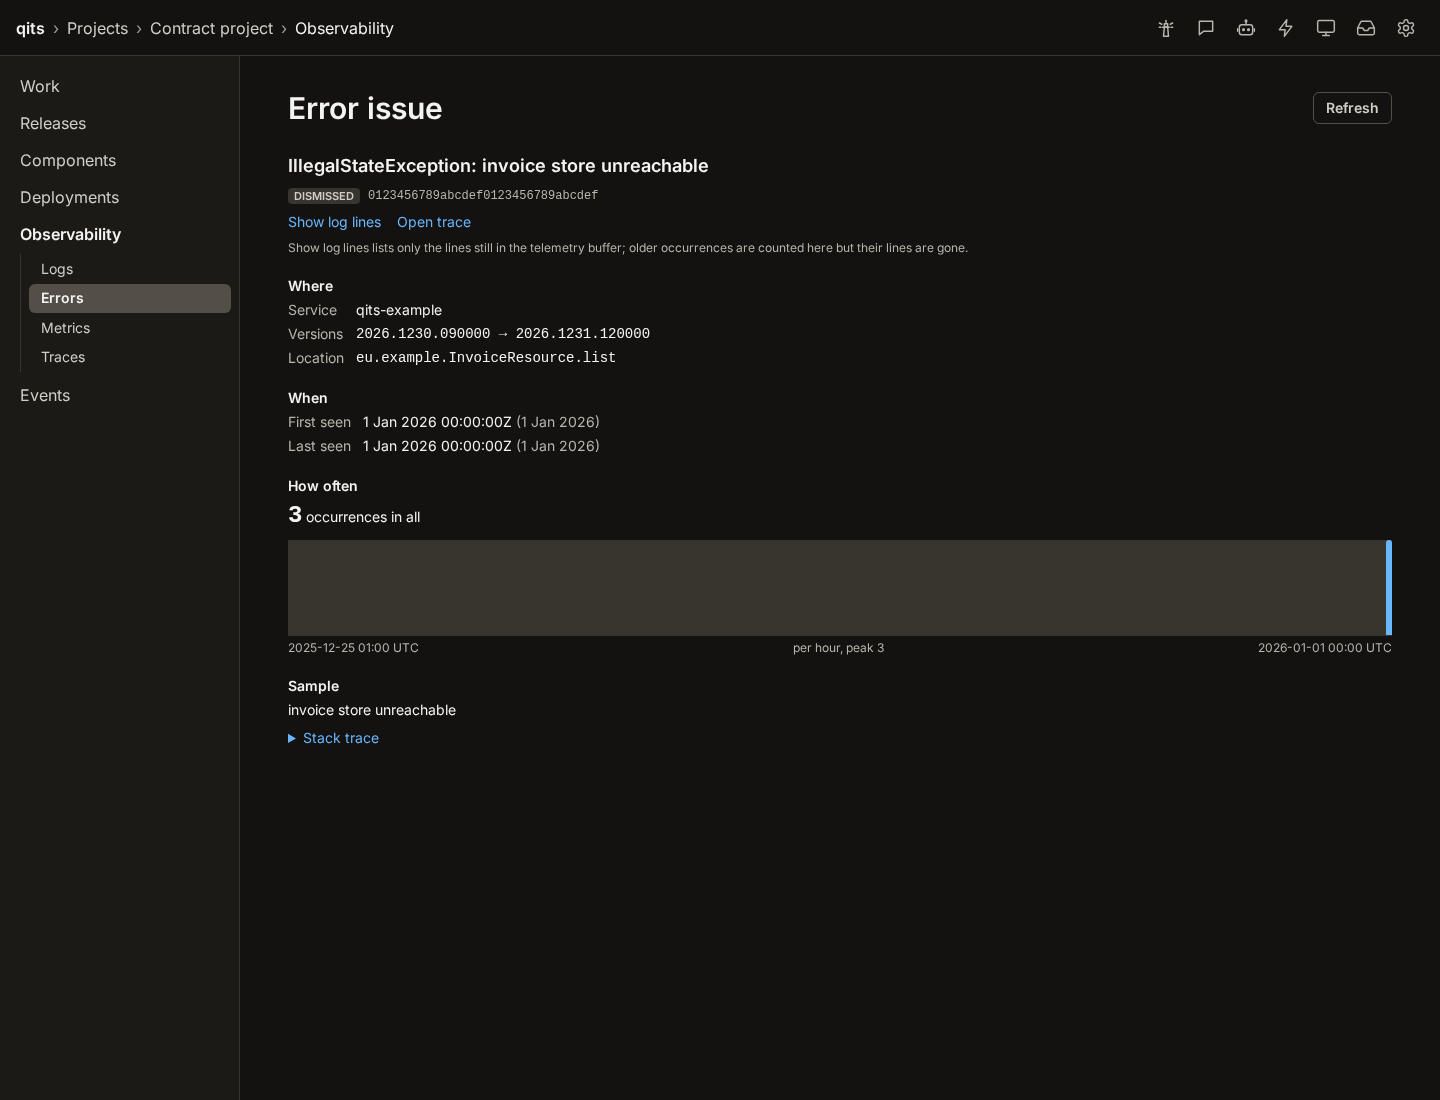 qits › Projects › Contract project › Observability
Work
Releases
Components
Deployments
Observability
Logs
Errors
Metrics
Traces
Events
Error issue
Refresh
IllegalStateException: invoice store unreachable
DISMISSED 0123456789abcdef0123456789abcdef
Show log lines Open trace
Show log lines lists only the lines still in the telemetry buffer; older occurrences are counted here but their lines are gone.
Where
Service qits-example
Versions 2026.1230.090000 → 2026.1231.120000
Location eu.example.InvoiceResource.list
When
First seen 1 Jan 2026 00:00:00Z (1 Jan 2026)
Last seen 1 Jan 2026 00:00:00Z (1 Jan 2026)
How often
3 occurrences in all
2025-12-25 01:00 UTC per hour, peak 3 2026-01-01 00:00 UTC
Sample
invoice store unreachable
Stack trace